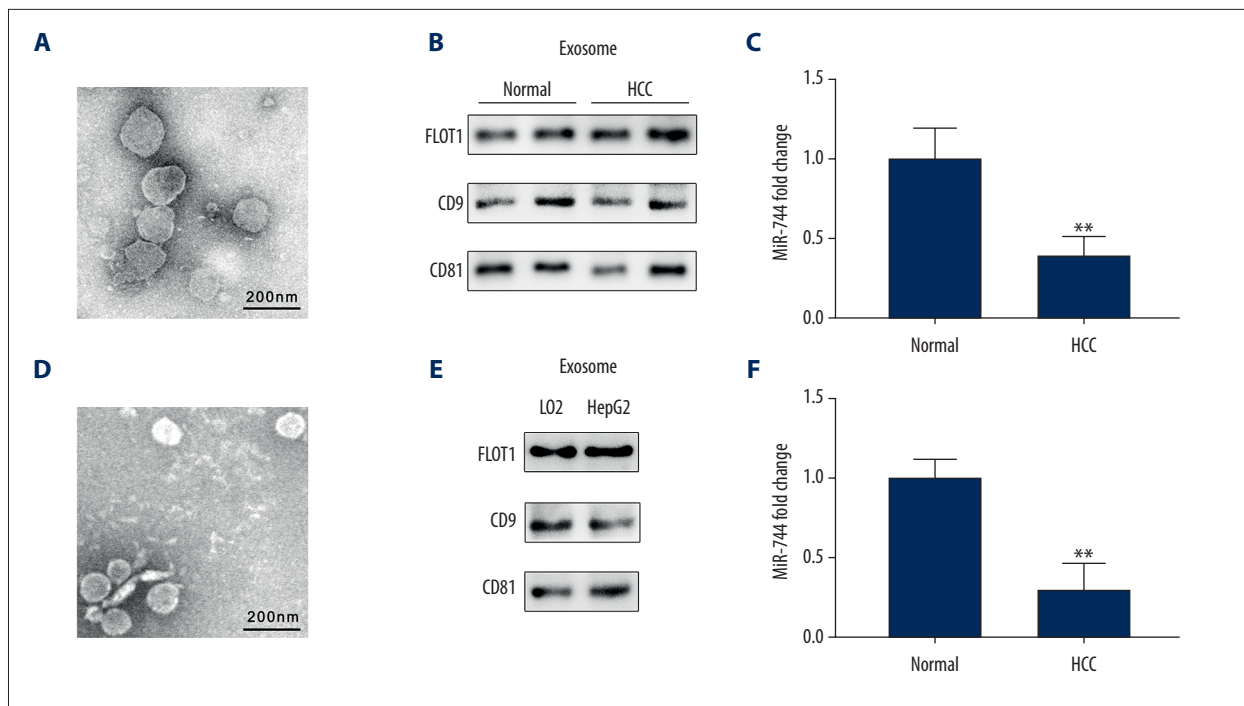 A
200nm
B
Exosome
Normal HCC
FLOT1
CD9
CD81
C
MiR-744 fold change
1.5
1.0
0.5
0.0
**
Normal HCC
D
200nm
E
Exosome
LO2 HepG2
FLOT1
CD9
CD81
F
MiR-744 fold change
1.5
1.0
0.5
0.0
**
Normal HCC